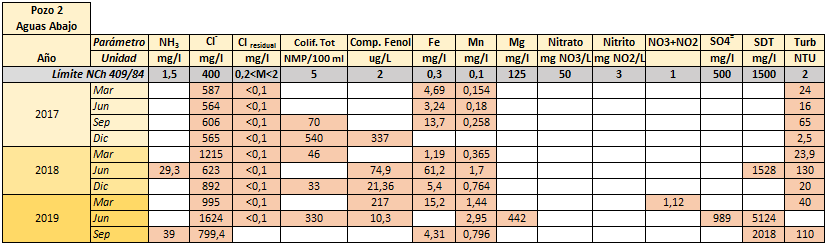 Pozo 2
Aguas Abajo
Parámetro NH3 Cl- Cl residual Colif. Tot Comp. Fenol Fe Mn Mg Nitrato Nitrito NO3+NO2 SO4= SDT Turb
Año Unidad mg/l mg/l mg/l NMP/100 ml ug/L mg/l mg/l mg/l mg NO3/L mg NO2/L mg/l mg/l mg/l NTU
Límite NCh 409/84 1,5 400 0,2<M<2 5 2 0,3 0,1 125 50 3 1 500 1500 2
2017 Mar 587 <0,1 4,69 0,154 24
Jun 564 <0,1 3,24 0,18 16
Sep 606 <0,1 70 13,7 0,258 65
Dic 565 <0,1 540 337 2,5
2018 Mar 1215 <0,1 46 1,19 0,365 23,9
Jun 29,3 623 <0,1 74,9 61,2 1,7 1528 130
Dic 892 <0,1 33 21,36 5,4 0,764 20
2019 Mar 995 <0,1 217 15,2 1,44 1,12 40
Jun 1624 <0,1 330 10,3 2,95 442 989 5124
Sep 39 799,4 4,31 0,796 2018 110